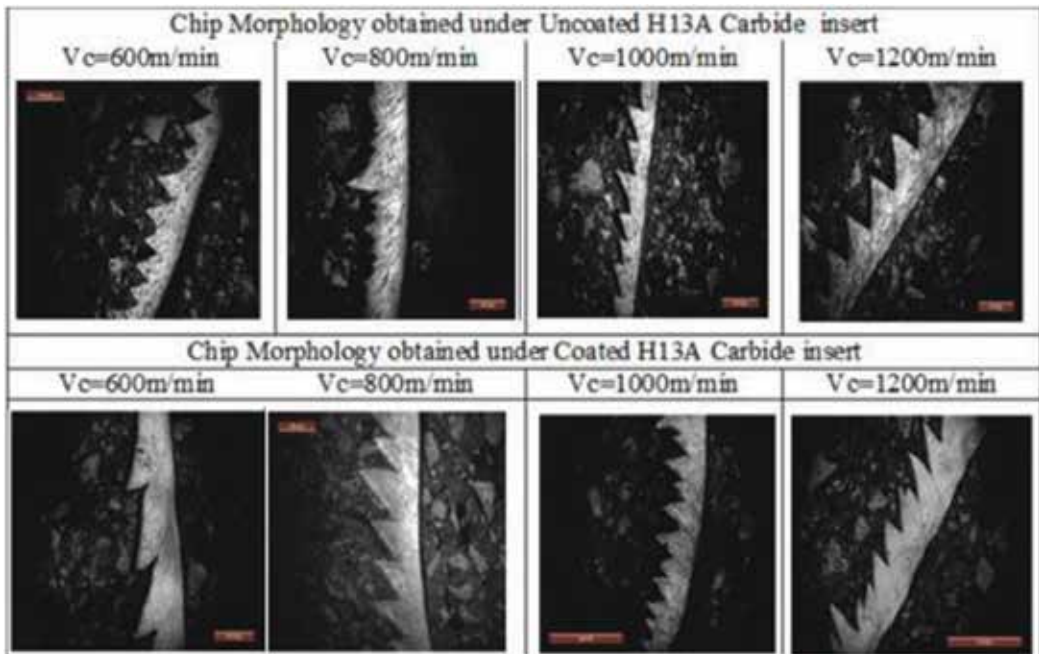 Chip Morphology obtained under Uncoated H13A Carbide insert
Vc=600m/min Vc=800m/min Vc=1000m/min Vc=1200m/min
Chip Morphology obtained under Coated H13A Carbide insert
Vc=600m/min Vc=800m/min Vc=1000m/min Vc=1200m/min